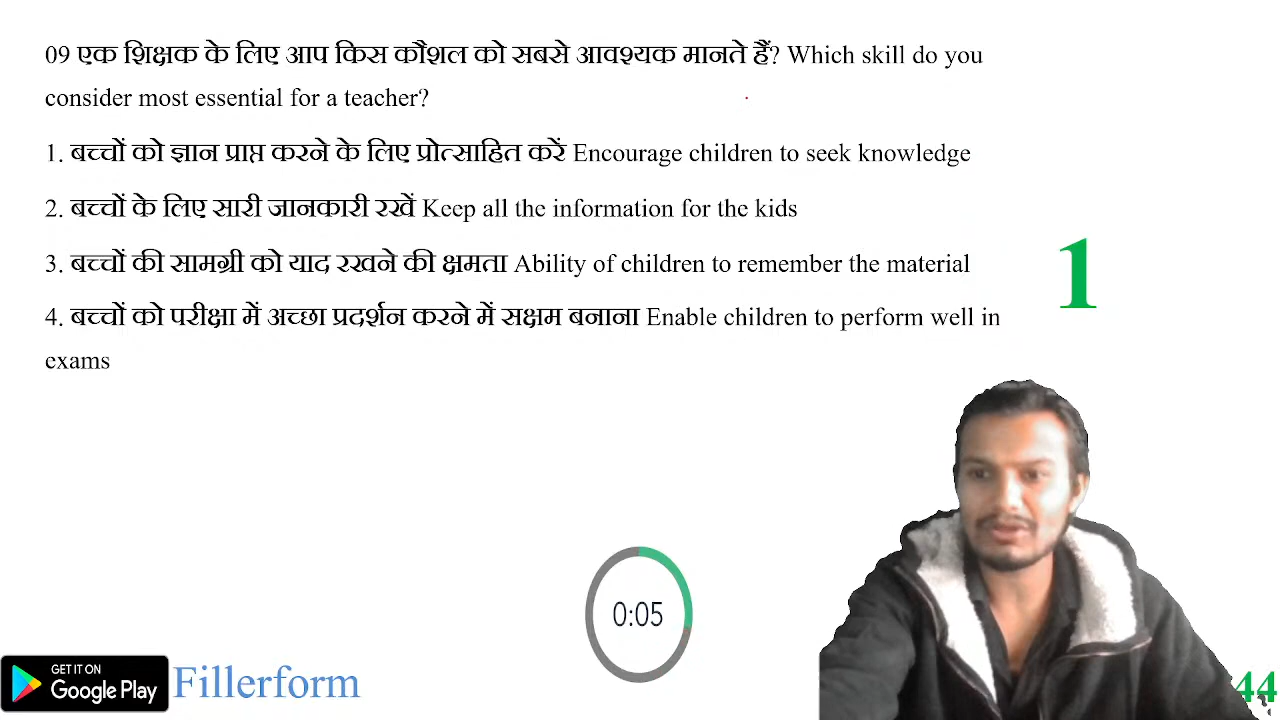 09 एक शिक्षक के लिए आप किस कौशल को सबसे आवश्यक मानते हैं? Which skill do you
consider most essential for a teacher?
1. बच्चों को ज्ञान प्राप्त करने के लिए प्रोत्साहित करें Encourage children to seek knowledge
2. बच्चों के लिए सारी जानकारी रखें Keep all the information for the kids
3. बच्चों की सामग्री को याद रखने की क्षमता Ability of children to remember the material
4. बच्चों को परीक्षा में अच्छा प्रदर्शन करने में सक्षम बनाना Enable children to perform well in
exams
1
0:05
GET IT ON
Google Play
Fillerform
44